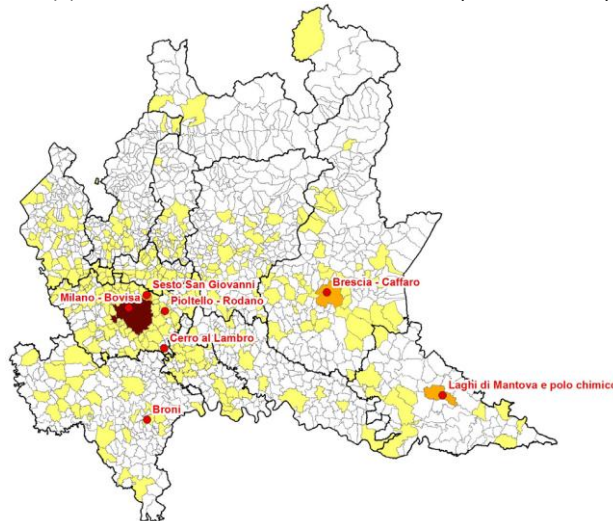 Sesto San Giovanni
Milano - Bovisa
Pioltello - Rodano
Brescia - Caffaro
Cerro al Lambro
Laghi di Mantova e polo chimico
Broni